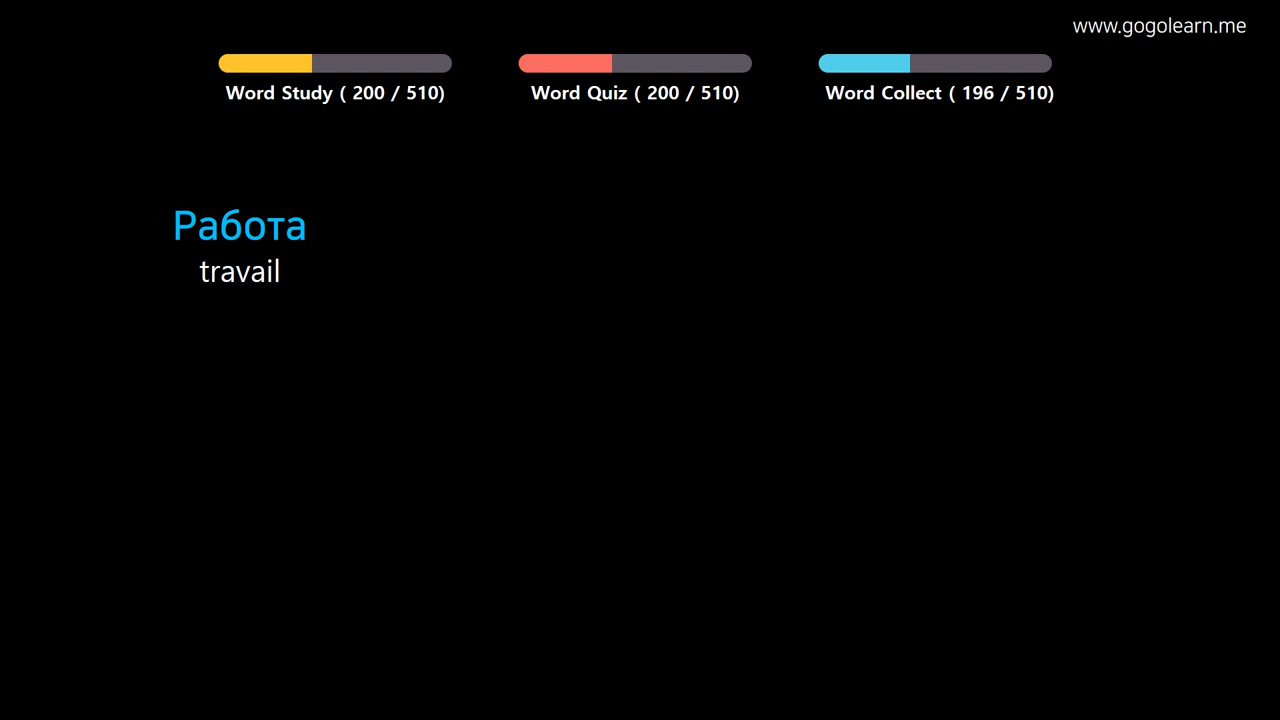 www.gogolearn.me
Word Study ( 200 / 510)
Word Quiz ( 200 / 510)
Word Collect ( 196 / 510)
Работа
travail